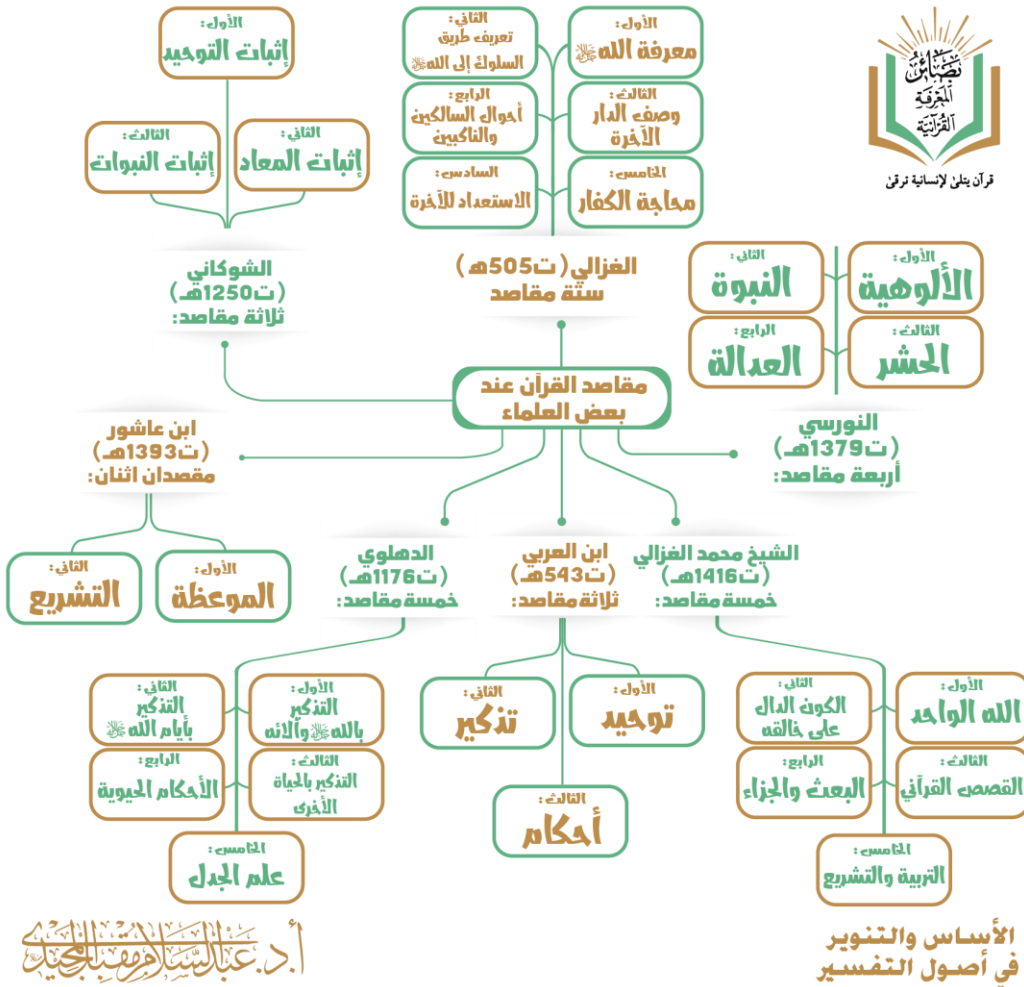 بصائر
المعرفة
القرآنية
قرآن يتلى لإنسانية ترقى
مقاصد القرآن عند
بعض العلماء
الغزالي (ت505هـ)
ستة مقاصد
الأول:
معرفة الله ﷻ
الثاني:
تعريف طريق
السلوك إلى الله ﷻ
الثالث:
وصف الدار
الآخرة
الرابع:
أحوال السالكين
والناكبين
الخامس:
محاجة الكفار
السادس:
الاستعداد للآخرة
الشوكاني
(ت1250هـ)
ثلاثة مقاصد:
الأول:
إثبات التوحيد
الثاني:
إثبات المعاد
الثالث:
إثبات النبوات
النورسي
(ت1379هـ)
أربعة مقاصد:
الأول:
الألوهية
الثاني:
النبوة
الثالث:
الحشر
الرابع:
العدالة
ابن عاشور
(ت1393هـ)
مقصدان اثنان:
الأول:
الموعظة
الثاني:
التشريع
الشيخ محمد الغزالي
(ت1416هـ)
خمسة مقاصد:
الأول:
الله الواحد
الثاني:
الكون الدال
على خالقه
الثالث:
القصص القرآني
الرابع:
البعث والجزاء
الخامس:
التربية والتشريع
ابن العربي
(ت543هـ)
ثلاثة مقاصد:
الأول:
توحيد
الثاني:
تذكير
الثالث:
أحكام
الدهلوي
(ت1176هـ)
خمسة مقاصد:
الأول:
التذكير
بالله ﷻ وآلائه
الثاني:
التذكير
بأيام الله ﷻ
الثالث:
التذكير بالحياة
الأخرى
الرابع:
الأحكام الحيوية
الخامس:
علم الجدل
الأساس والتنوير
في أصول التفسير
أ.د. عبد السلام مقبل المجيدي